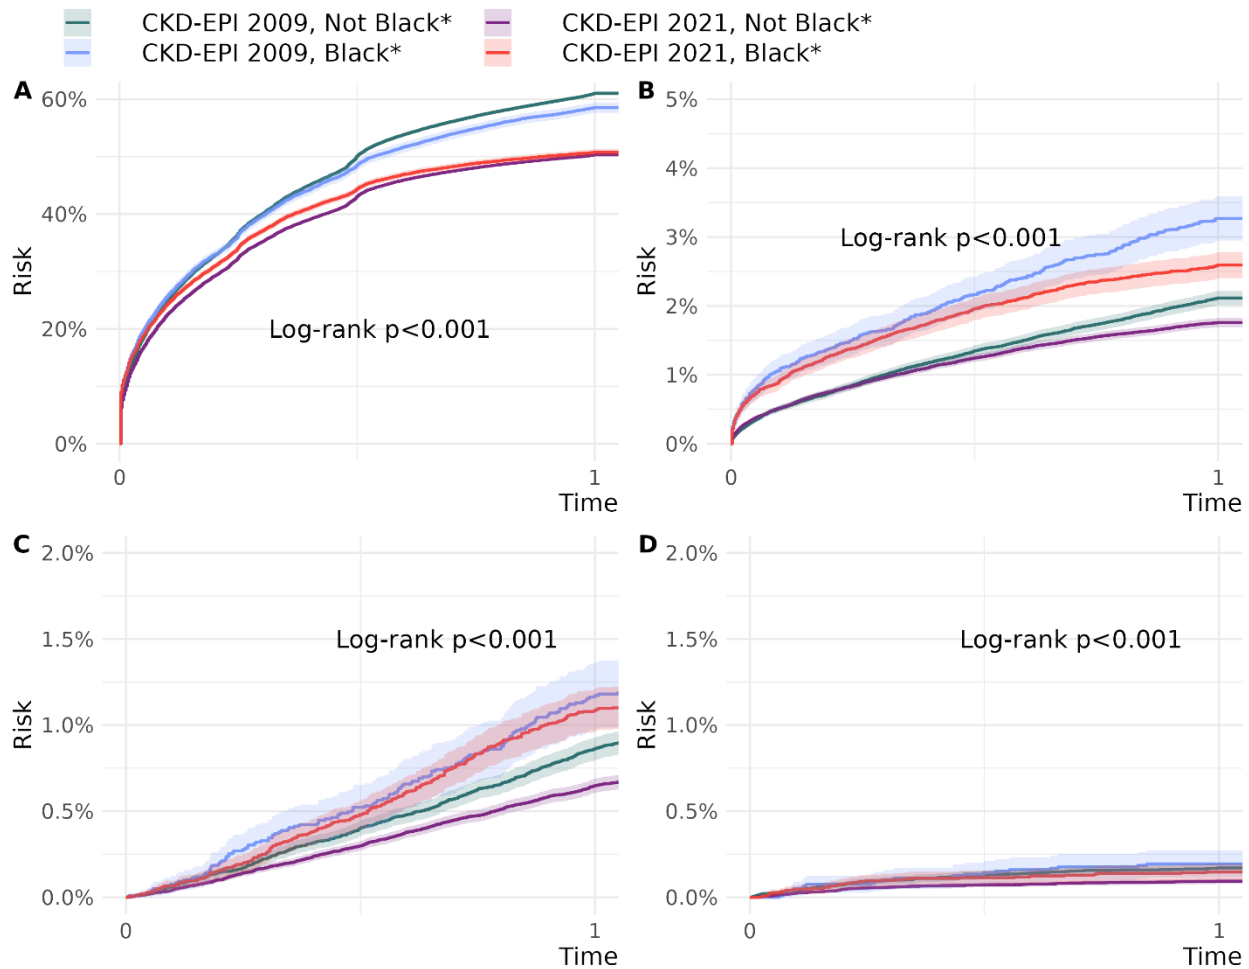 CKD-EPI 2009, Not Black*
CKD-EPI 2021, Not Black*
CKD-EPI 2009, Black*
CKD-EPI 2021, Black*
A
60%
40%
20%
0%
Risk
Log-rank p<0.001
0
1
Time
B
5%
4%
3%
2%
1%
0%
Risk
Log-rank p<0.001
0
1
Time
C
2.0%
1.5%
1.0%
0.5%
0.0%
Risk
Log-rank p<0.001
0
1
Time
D
2.0%
1.5%
1.0%
0.5%
0.0%
Risk
Log-rank p<0.001
0
1
Time